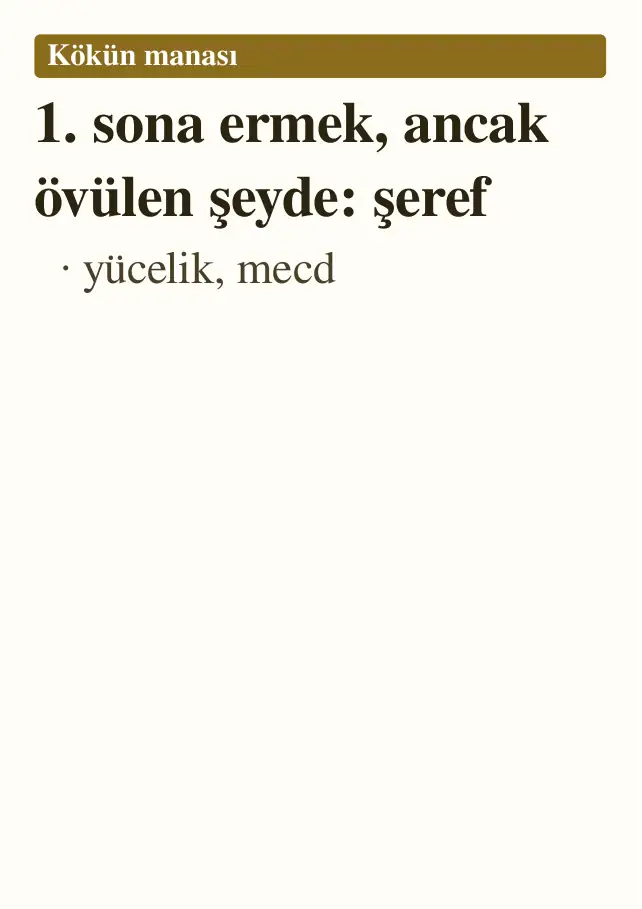 Kökün manası
1. sona ermek, ancak
övülen şeyde: şeref
· yücelik, mecd